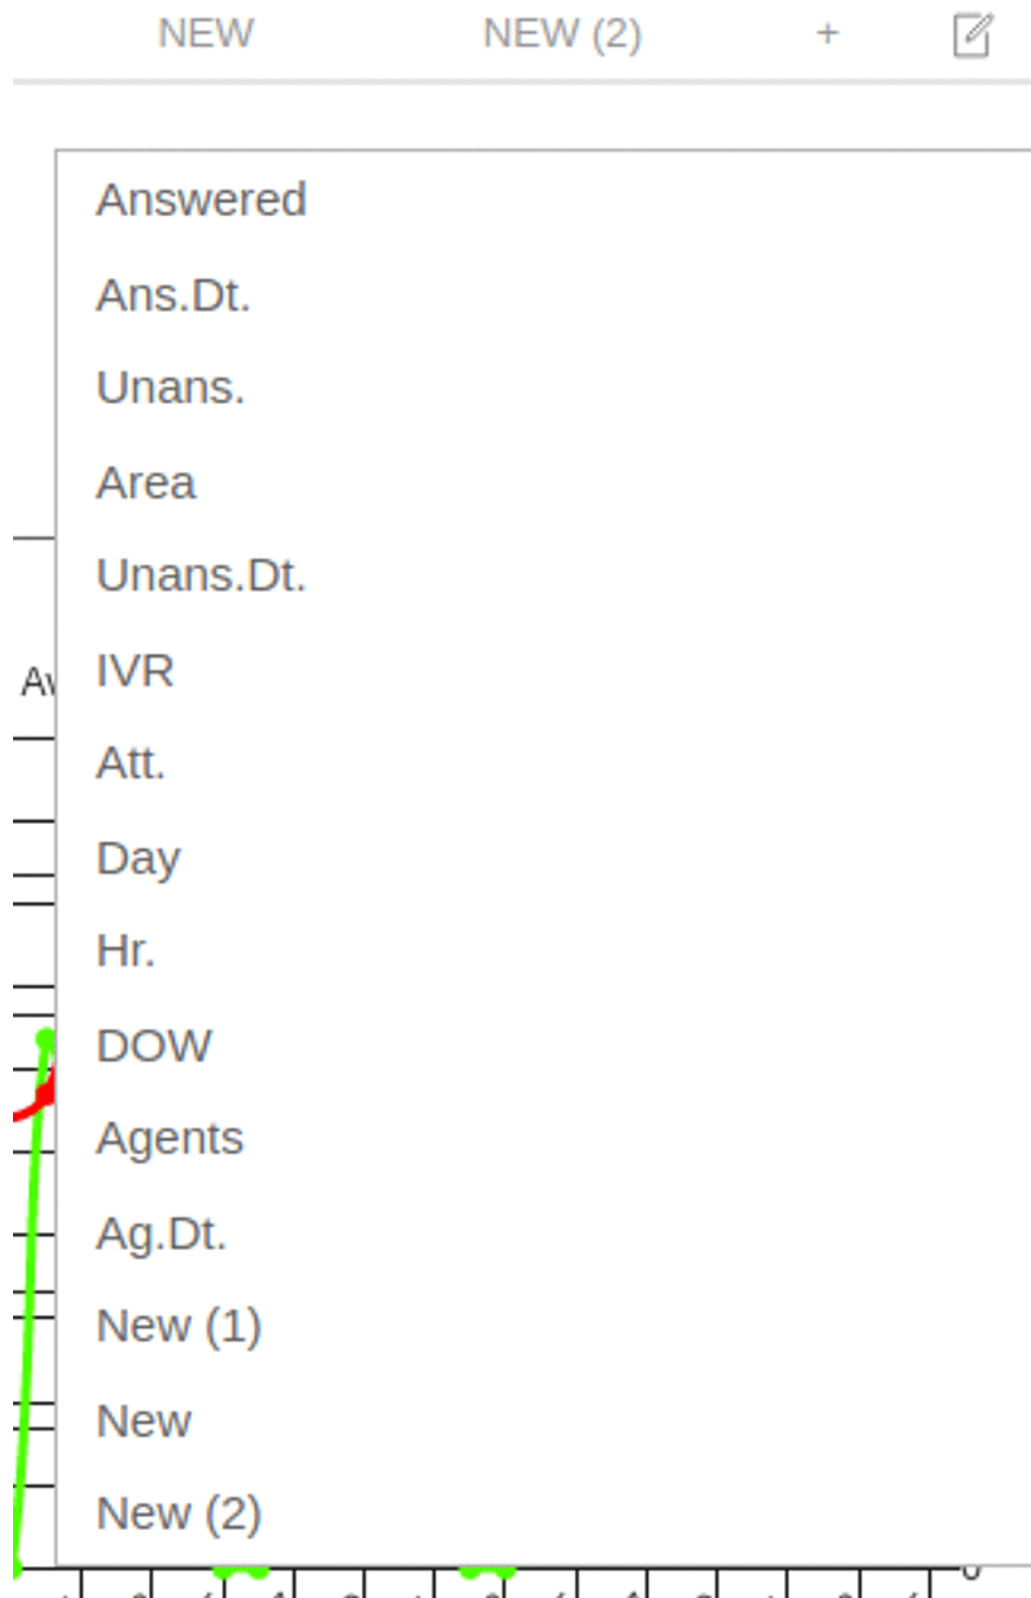 NEW NEW (2) +
Answered
Ans.Dt.
Unans.
Area
Unans.Dt.
IVR
Att.
Day
Hr.
DOW
Agents
Ag.Dt.
New (1)
New
New (2)